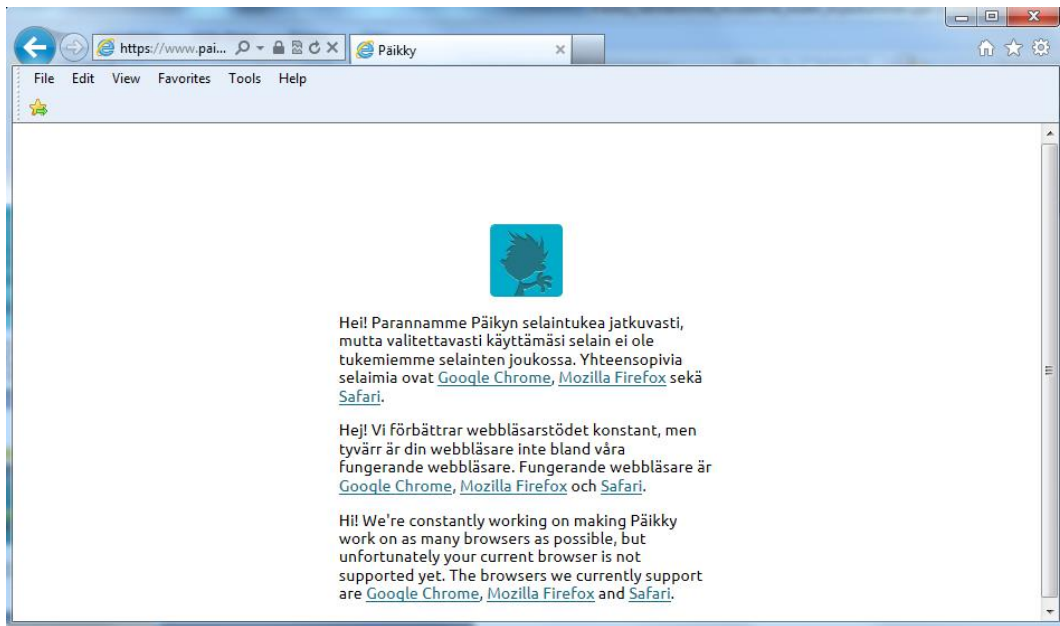 https://www.pai...
Päikky
File Edit View Favorites Tools Help
Hei! Parannamme Päikyn selaintukea jatkuvasti,
mutta valitettavasti käyttämäsi selain ei ole
tukemiemme selainten joukossa. Yhteensopivia
selaimia ovat Google Chrome, Mozilla Firefox sekä
Safari.
Hej! Vi förbättrar webbläsarstödet konstant, men
tyvärr är din webbläsare inte bland våra
fungerande webbläsare. Fungerande webbläsare är
Google Chrome, Mozilla Firefox och Safari.
Hi! We're constantly working on making Päikky
work on as many browsers as possible, but
unfortunately your current browser is not
supported yet. The browsers we currently support
are Google Chrome, Mozilla Firefox and Safari.